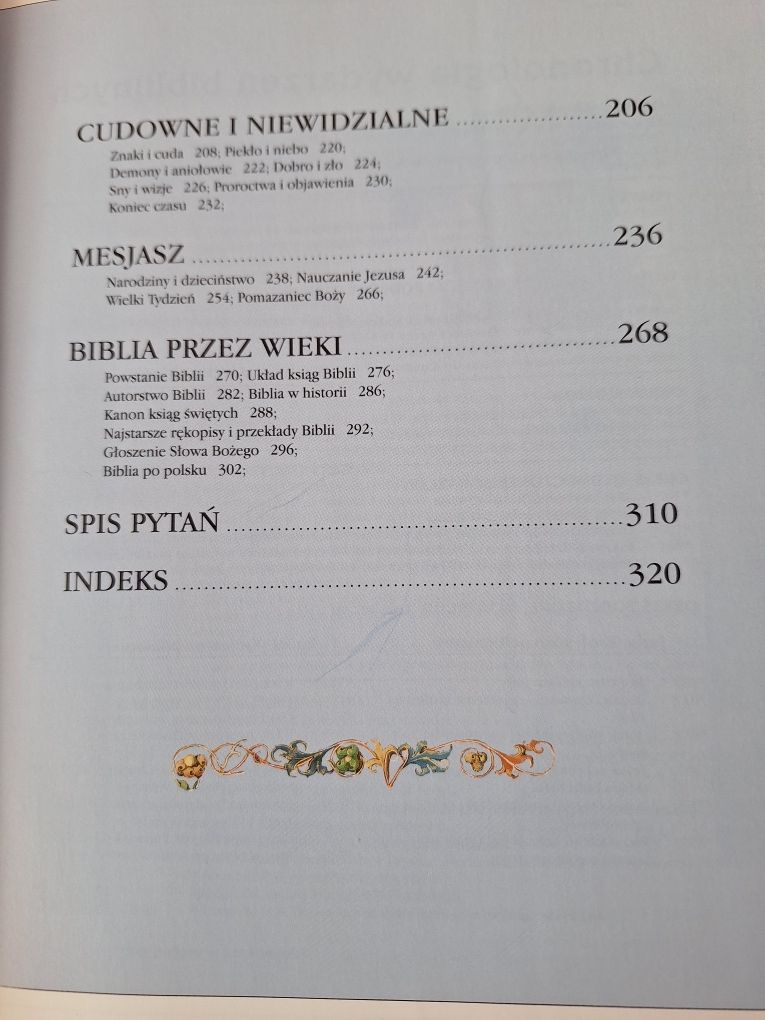 CUDOWNE I NIEWIDZIALNE ....................206
Znaki i cuda 208; Piekło i niebo 220;
Demony i aniołowie 222; Dobro i zło 224;
Sny i wizje 226; Proroctwa i objawienia 230;
Koniec czasu 232;
MESJASZ ............................................................236
Narodziny i dzieciństwo 238; Nauczanie Jezusa 242;
Wielki Tydzień 254; Pomazaniec Boży 266;
BIBLIA PRZEZ WIEKI ......................................268
Powstanie Biblii 270; Układ ksiąg Biblii 276;
Autorstwo Biblii 282; Biblia w historii 286;
Kanon ksiąg świętych 288;
Najstarsze rękopisy i przekłady Biblii 292;
Głoszenie Słowa Bożego 296;
Biblia po polsku 302;
SPIS PYTAŃ ......................................................310
INDEKS ..............................................................320